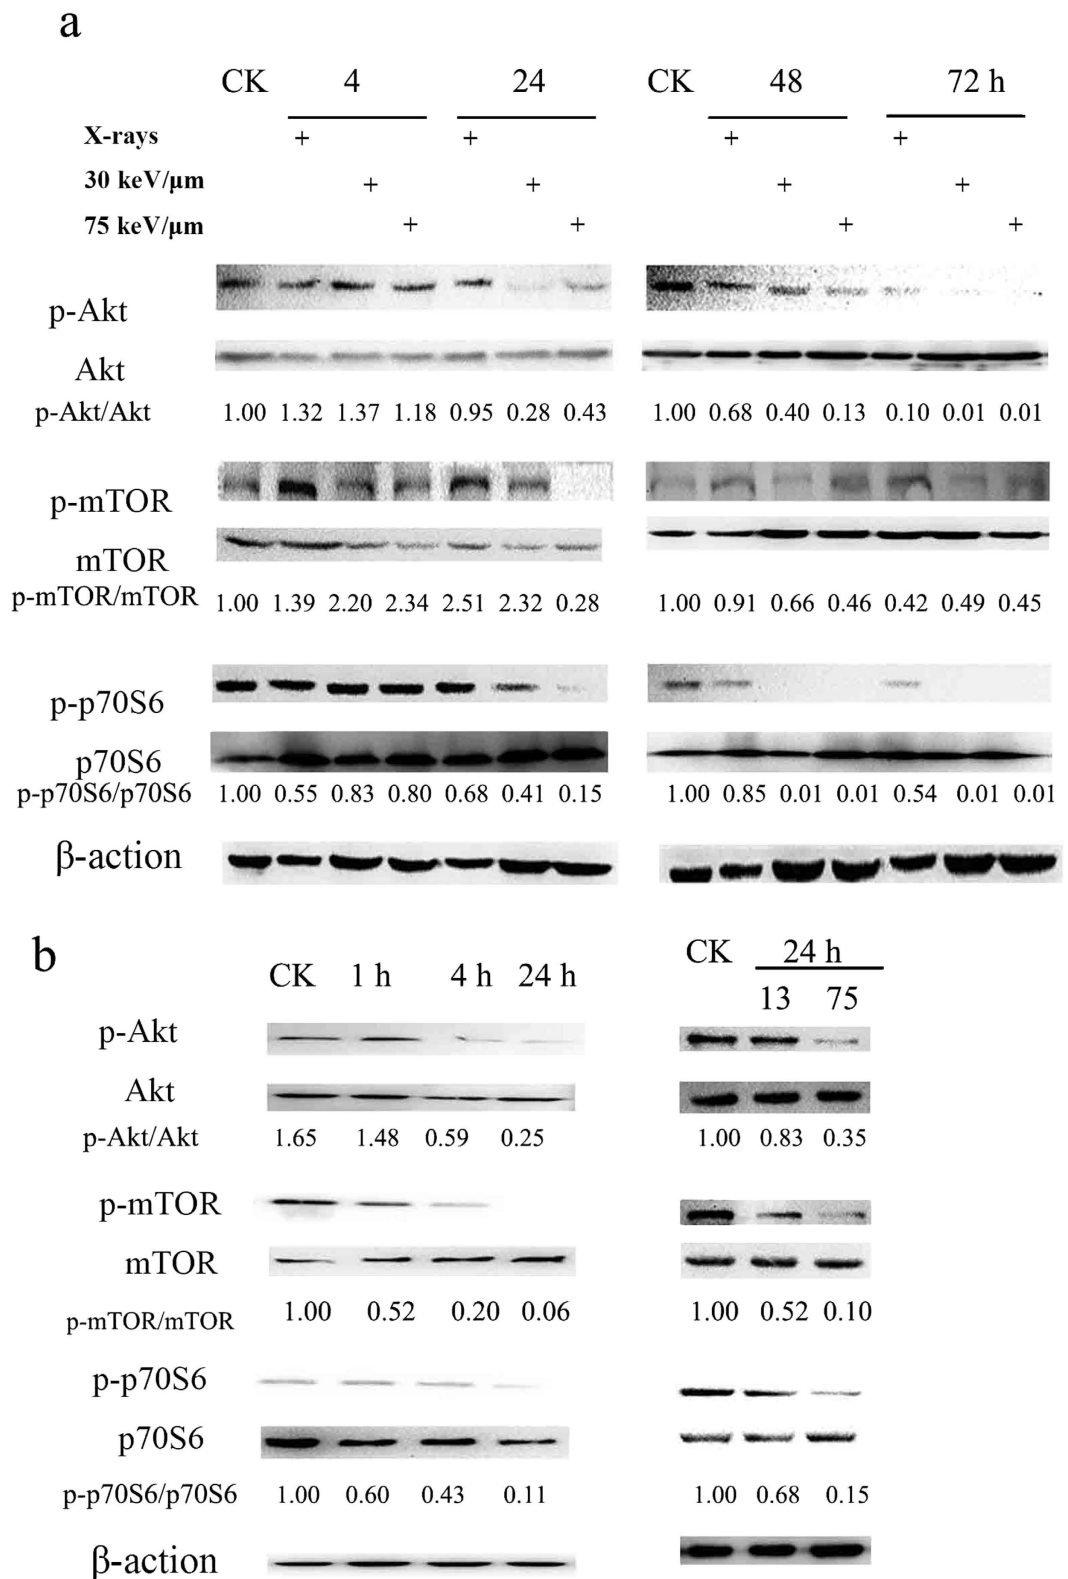 a
CK 4 24 CK 48 72 h
X-rays + + + +
30 keV/µm + + + +
75 keV/µm + + + +
p-Akt
Akt
p-Akt/Akt 1.00 1.32 1.37 1.18 0.95 0.28 0.43 1.00 0.68 0.40 0.13 0.10 0.01 0.01
p-mTOR
mTOR
p-mTOR/mTOR 1.00 1.39 2.20 2.34 2.51 2.32 0.28 1.00 0.91 0.66 0.46 0.42 0.49 0.45
p-p70S6
p70S6
p-p70S6/p70S6 1.00 0.55 0.83 0.80 0.68 0.41 0.15 1.00 0.85 0.01 0.01 0.54 0.01 0.01
β-action
b
CK 1 h 4 h 24 h CK 24 h
13 75
p-Akt
Akt
p-Akt/Akt 1.65 1.48 0.59 0.25 1.00 0.83 0.35
p-mTOR
mTOR
p-mTOR/mTOR 1.00 0.52 0.20 0.06 1.00 0.52 0.10
p-p70S6
p70S6
p-p70S6/p70S6 1.00 0.60 0.43 0.11 1.00 0.68 0.15
β-action